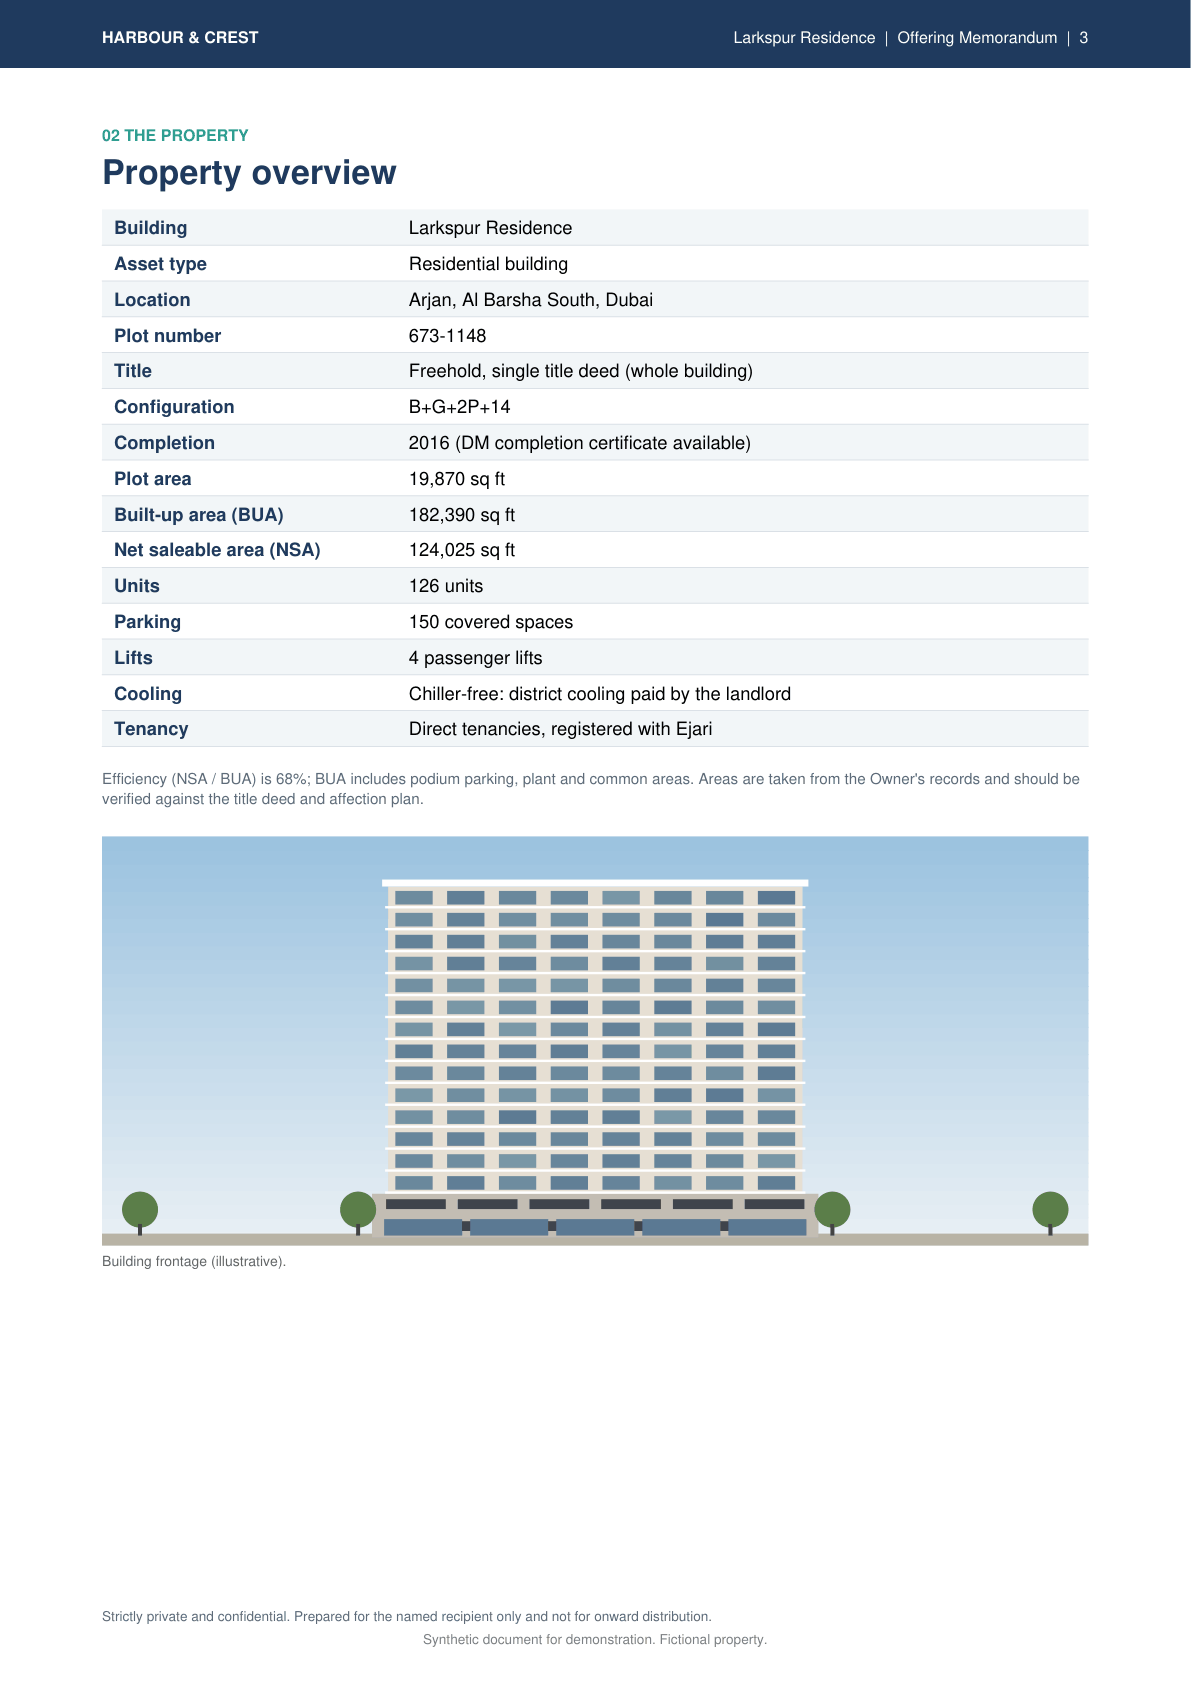 HARBOUR & CREST
Larkspur Residence | Offering Memorandum | 3
02 THE PROPERTY
Property overview
Building Larkspur Residence
Asset type Residential building
Location Arjan, Al Barsha South, Dubai
Plot number 673-1148
Title Freehold, single title deed (whole building)
Configuration B+G+2P+14
Completion 2016 (DM completion certificate available)
Plot area 19,870 sq ft
Built-up area (BUA) 182,390 sq ft
Net saleable area (NSA) 124,025 sq ft
Units 126 units
Parking 150 covered spaces
Lifts 4 passenger lifts
Cooling Chiller-free: district cooling paid by the landlord
Tenancy Direct tenancies, registered with Ejari
Efficiency (NSA / BUA) is 68%; BUA includes podium parking, plant and common areas. Areas are taken from the Owner's records and should be
verified against the title deed and affection plan.
Building frontage (illustrative).
Strictly private and confidential. Prepared for the named recipient only and not for onward distribution.
Synthetic document for demonstration. Fictional property.